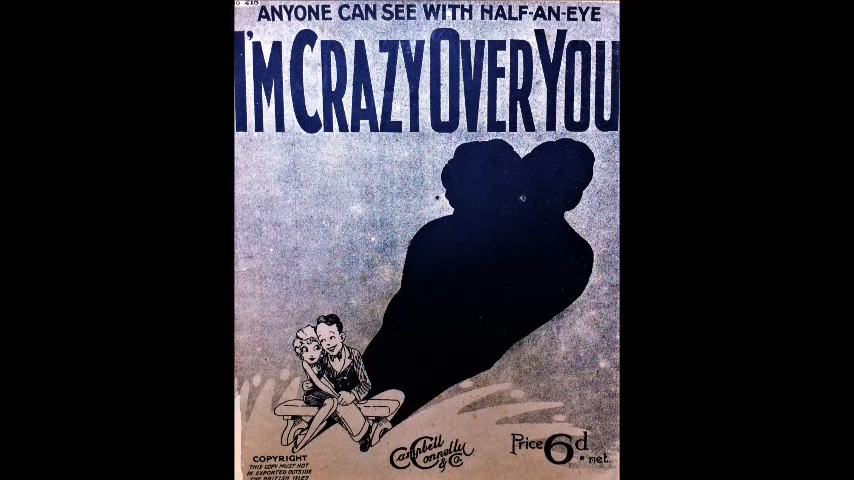 ANYONE CAN SEE WITH HALF-AN-EYE
I'M CRAZY OVER YOU
Campbell
Connelly
& Co.
Price 6d
net.
COPYRIGHT
THIS COPY MUST NOT
BE EXPORTED OUTSIDE
THE BRITISH ISLES